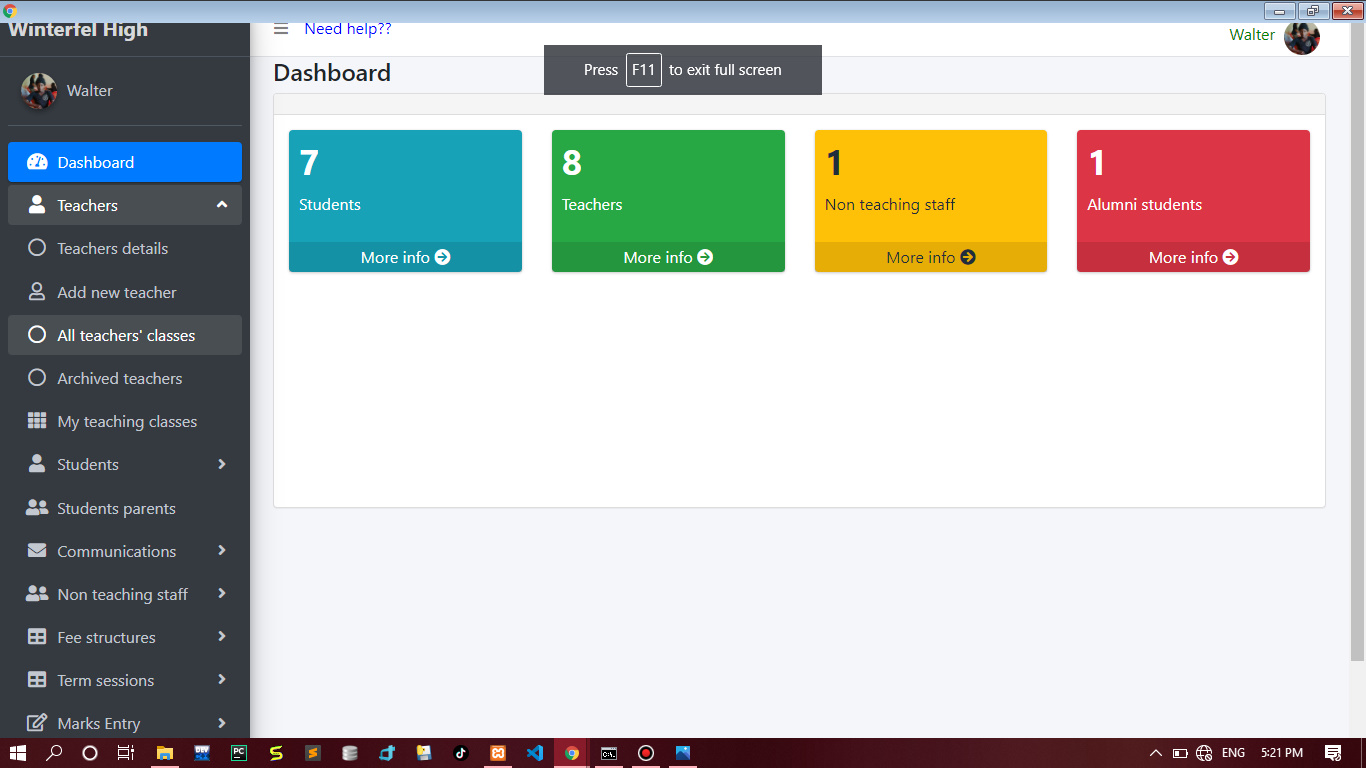 Winterfel High
Need help??
Walter
Press F11 to exit full screen
Walter
Dashboard
Dashboard
Teachers
Teachers details
Add new teacher
All teachers' classes
Archived teachers
My teaching classes
Students
Students parents
Communications
Non teaching staff
Fee structures
Term sessions
Marks Entry
7
Students
More info
8
Teachers
More info
1
Non teaching staff
More info
1
Alumni students
More info
PC
ENG
5:21 PM